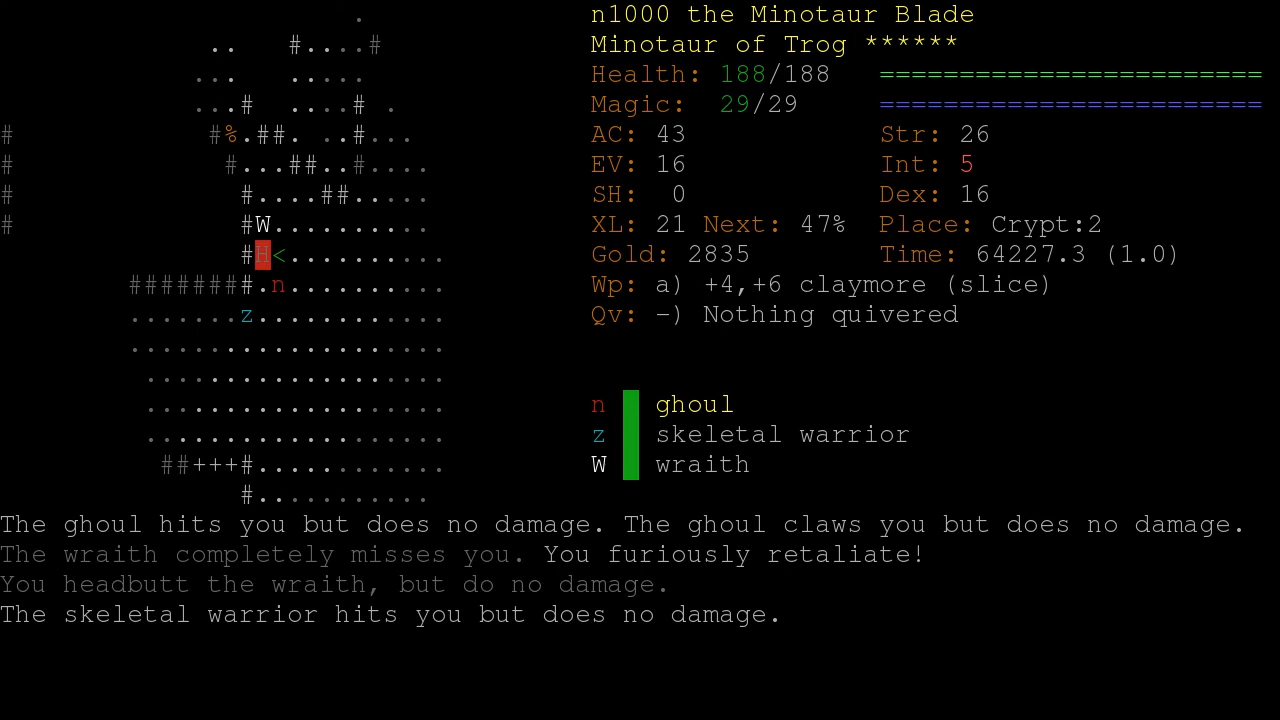 n1000 the Minotaur Blade
Minotaur of Trog ******
Health: 188/188 ========================
Magic: 29/29 ========================
AC: 43 Str: 26
EV: 16 Int: 5
SH: 0 Dex: 16
XL: 21 Next: 47% Place: Crypt:2
Gold: 2835 Time: 64227.3 (1.0)
Wp: a) +4,+6 claymore (slice)
Qv: -) Nothing quivered
.
.. #....#
... .....
...# ....# .
# #%.##. ..#...
# #...##..#....
# #....##.....
# #W..........
#H<..........
########.n..........
.......z............
....................
...................
...................
...................
##+++#............
#...........
n ghoul
z skeletal warrior
W wraith
The ghoul hits you but does no damage. The ghoul claws you but does no damage.
The wraith completely misses you. You furiously retaliate!
You headbutt the wraith, but do no damage.
The skeletal warrior hits you but does no damage.